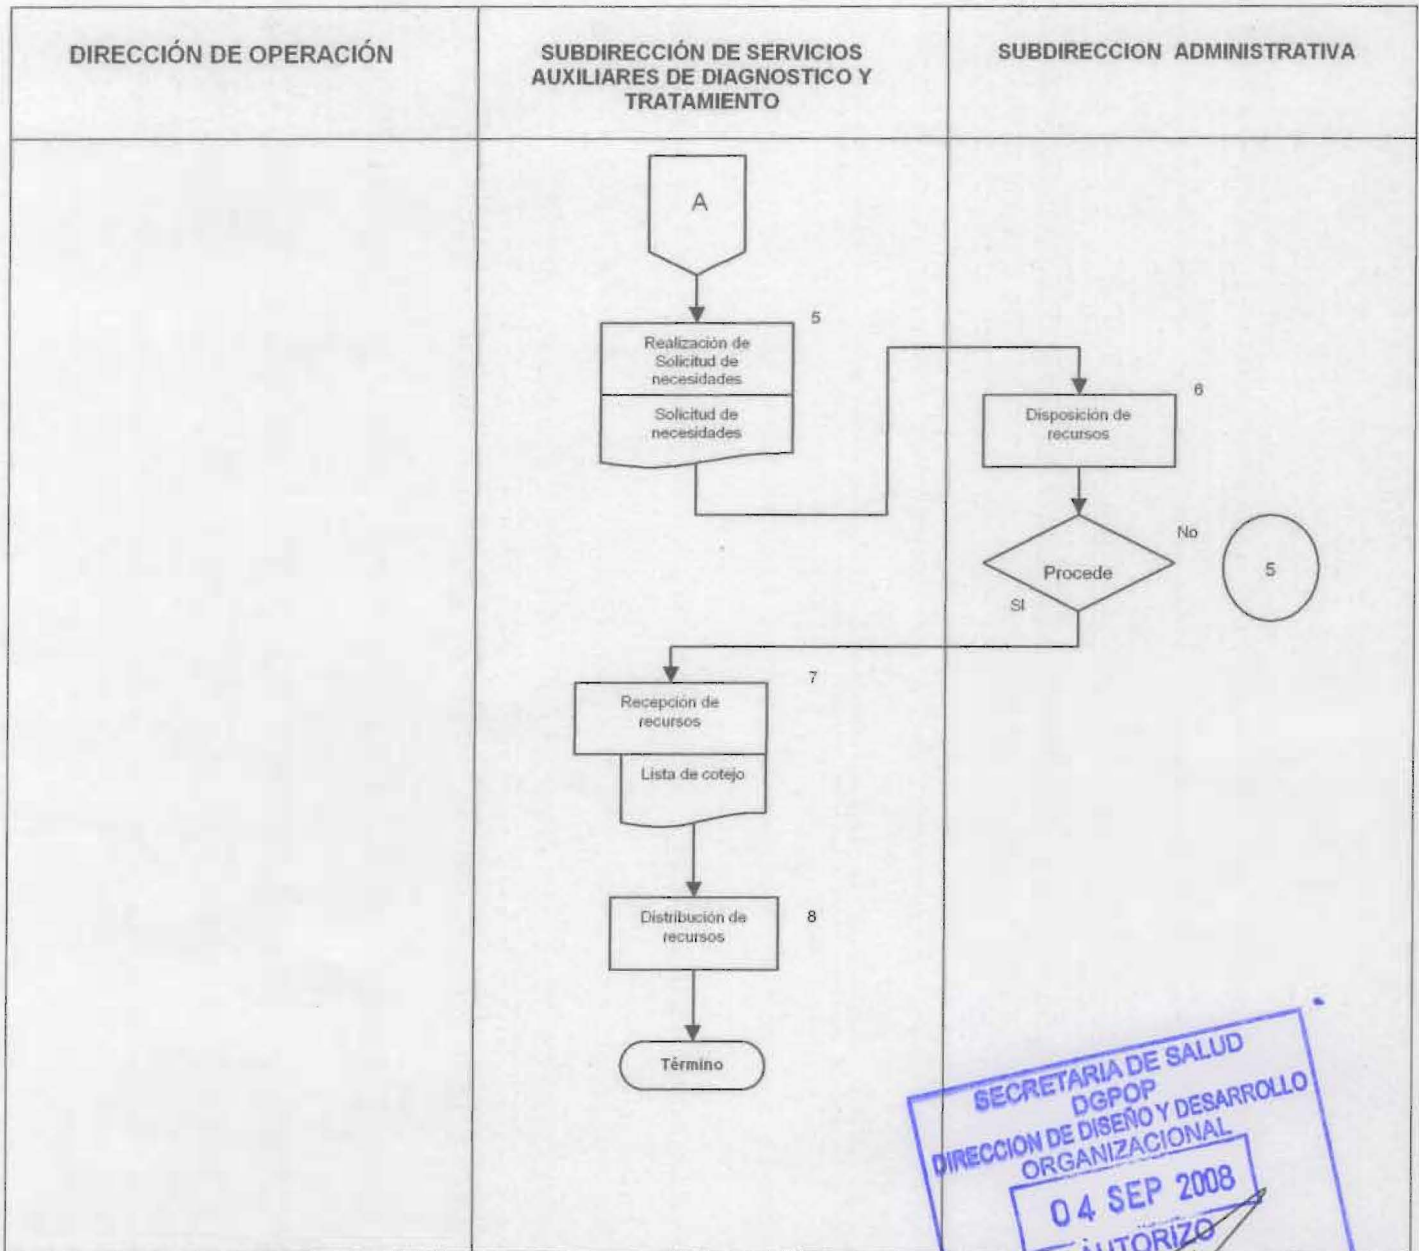 DIRECCIÓN DE OPERACIÓN
SUBDIRECCIÓN DE SERVICIOS
AUXILIARES DE DIAGNOSTICO Y
TRATAMIENTO
SUBDIRECCION ADMINISTRATIVA
A
5
Realización de
Solicitud de
necesidades
Solicitud de
necesidades
6
Disposición de
recursos
No
Procede
5
SI
7
Recepción de
recursos
Lista de cotejo
Distribución de
recursos
8
Término
SECRETARIA DE SALUD
DGPOP
DIRECCION DE DISEÑO Y DESARROLLO
ORGANIZACIONAL
04 SEP 2008
AUTORIZO